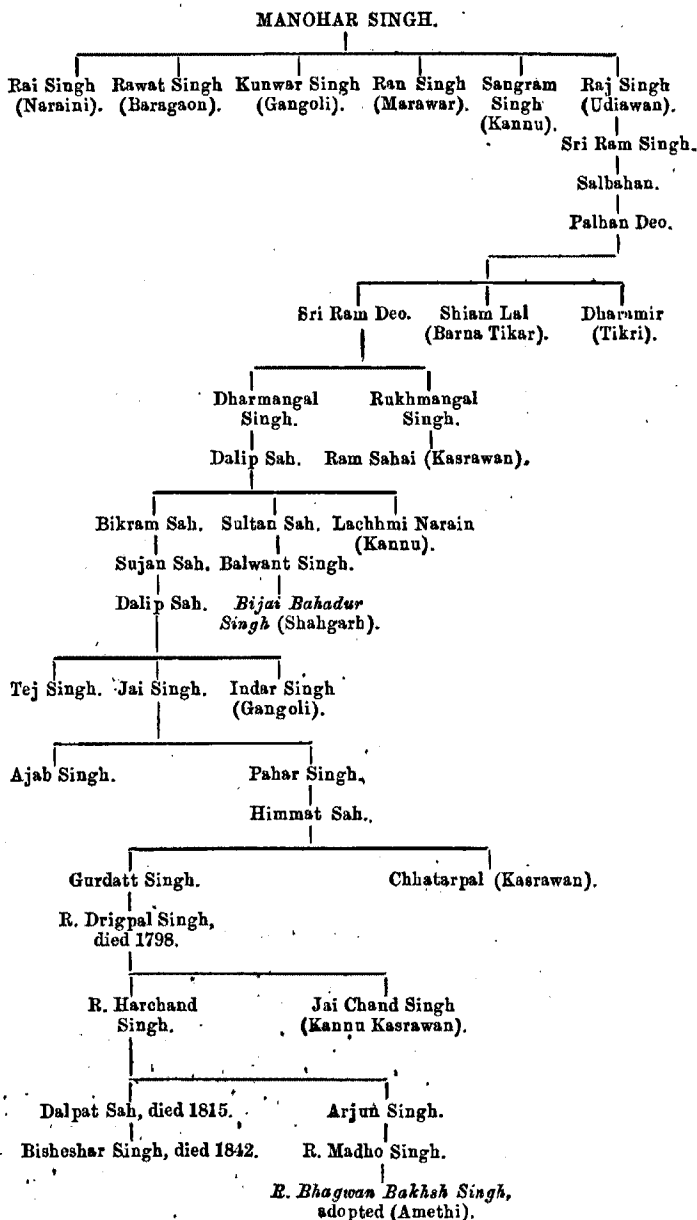 MANOHAR SINGH.
Rai Singh Rawat Singh Kunwar Singh Ran Singh Sangram Raj Singh
(Naraini). (Baragaon). (Gangoli). (Marawar). Singh (Udiawan).
(Kannu).
Sri Ram Singh.
Salbahan.
Palhan Deo.
Sri Ram Deo. Shiam Lal Dharamir
(Barna Tikar). (Tikri).
Dharmangal Rukhmangal
Singh. Singh.
Dalip Sah. Ram Sahai (Kasrawan).
Bikram Sah. Sultan Sah. Lachhmi Narain
(Kannu).
Sujan Sah. Balwant Singh.
Dalip Sah. Bijai Bahadur
Singh (Shahgarh).
Tej Singh. Jai Singh. Indar Singh
(Gangoli).
Ajab Singh. Pahar Singh.
Himmat Sah.
Gurdatt Singh. Chhatarpal (Kasrawan).
R. Drigpal Singh,
died 1798.
R. Harchand Jai Chand Singh
Singh. (Kannu Kasrawan).
Dalpat Sah, died 1815. Arjun Singh.
Bisheshar Singh, died 1842. R. Madho Singh.
R. Bhagwan Bakhsh Singh,
adopted (Amethi).